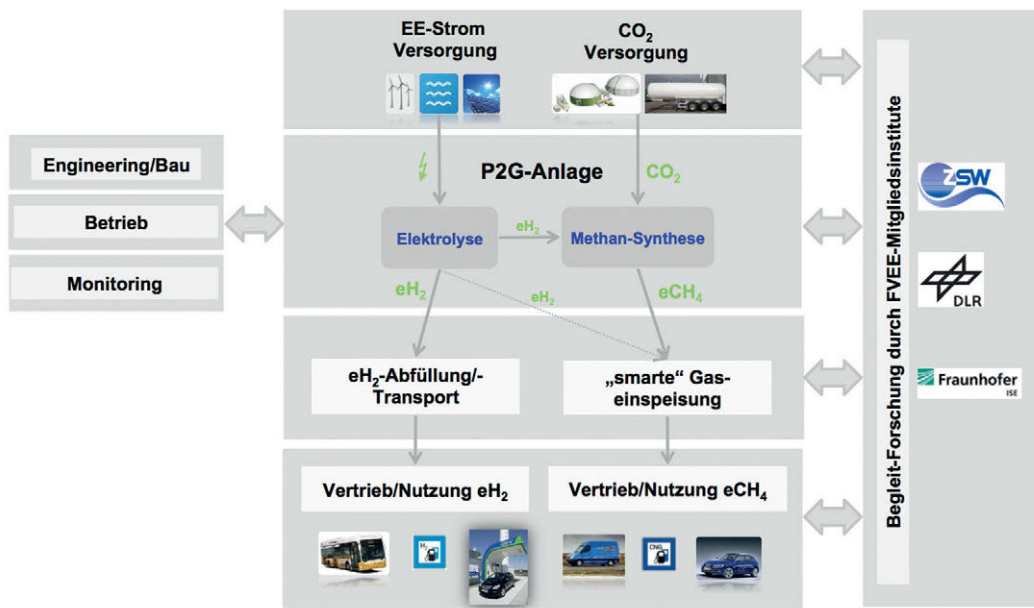 EE-Strom
Versorgung
CO₂
Versorgung
Engineering/Bau
Betrieb
Monitoring
P2G-Anlage
CO₂
Elektrolyse
eH₂
Methan-Synthese
eH₂
eH₂
eCH₄
eH₂-Abfüllung/-
Transport
„smarte“ Gas-
einspeisung
Vertrieb/Nutzung eH₂
Vertrieb/Nutzung eCH₄
H₂
CNG
Begleit-Forschung durch FVEE-Mitgliedsinstitute
ZSW
DLR
Fraunhofer
ISE